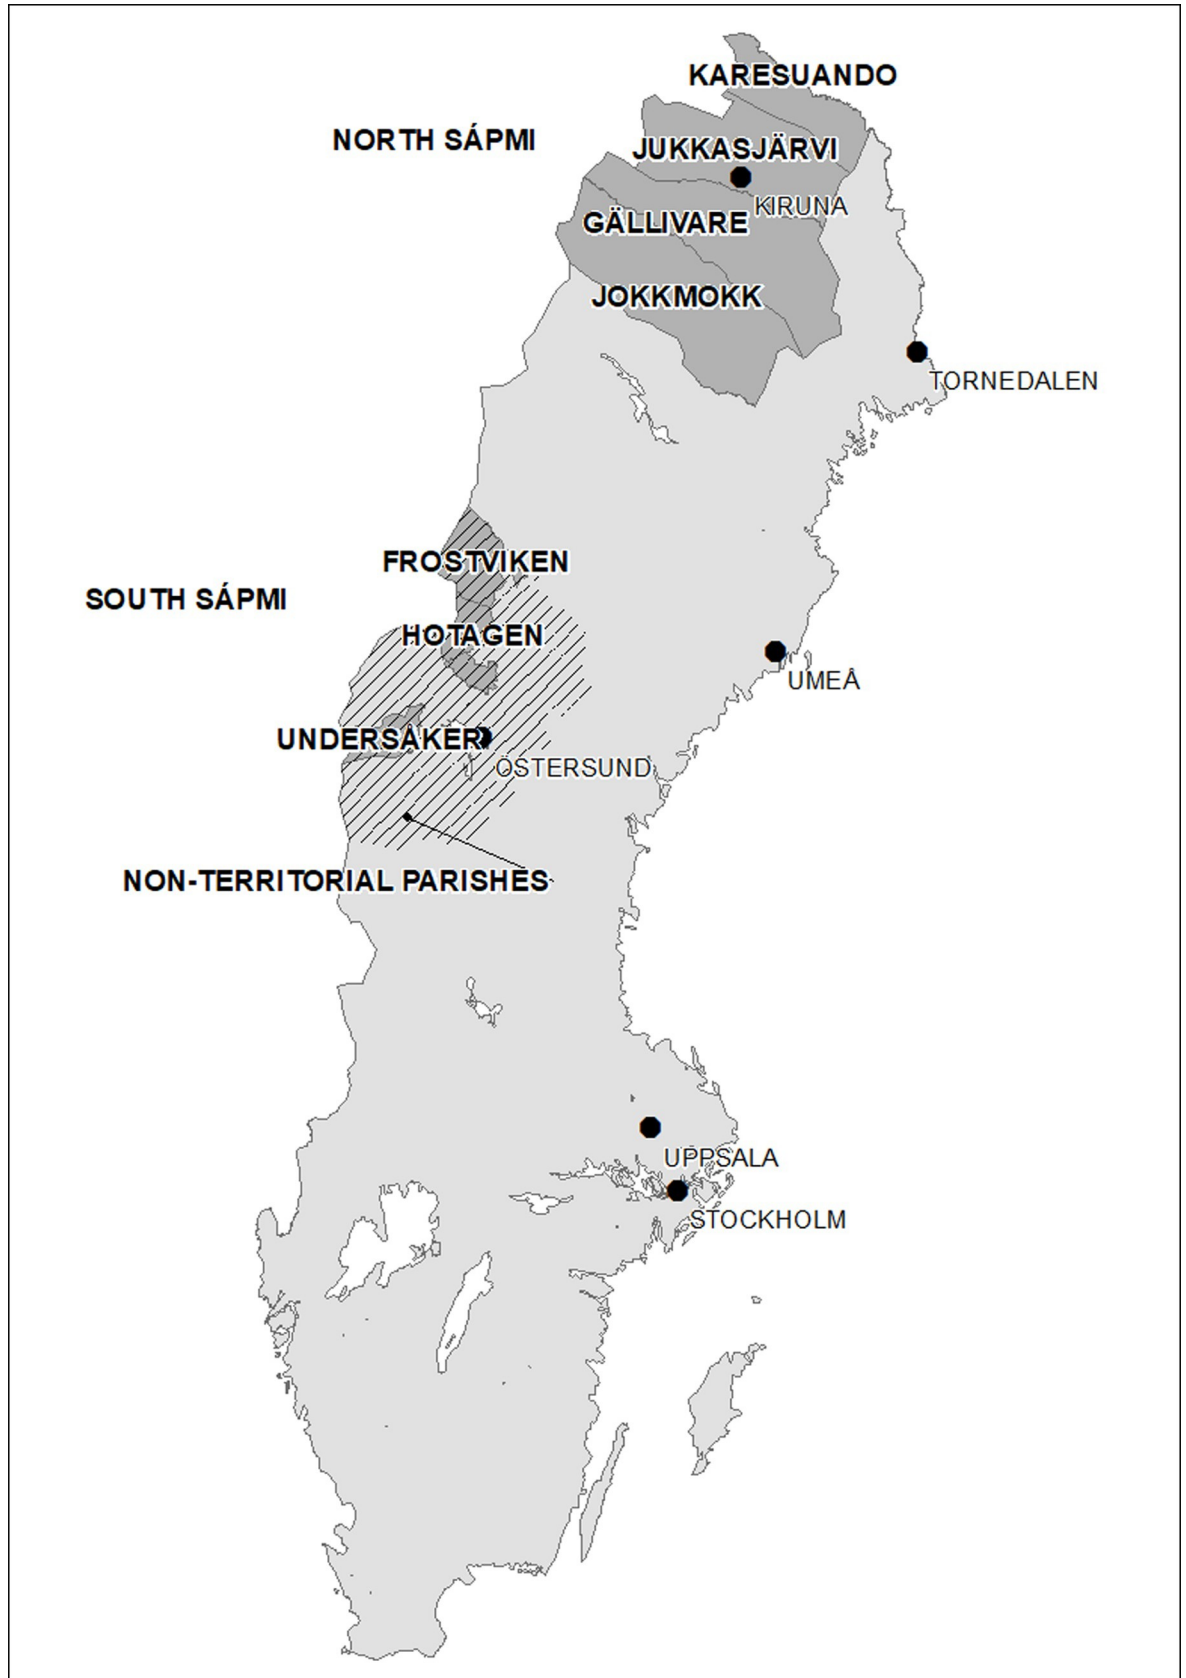 KARESUANDO
NORTH SÁPMI
JUKKASJÄRVI
KIRUNA
GÄLLIVARE
JOKKMOKK
TORNEDALEN
FROSTVIKEN
SOUTH SÁPMI
HOTAGEN
UMEÅ
UNDERSÅKER
ÖSTERSUND
NON-TERRITORIAL PARISHES
UPPSALA
STOCKHOLM